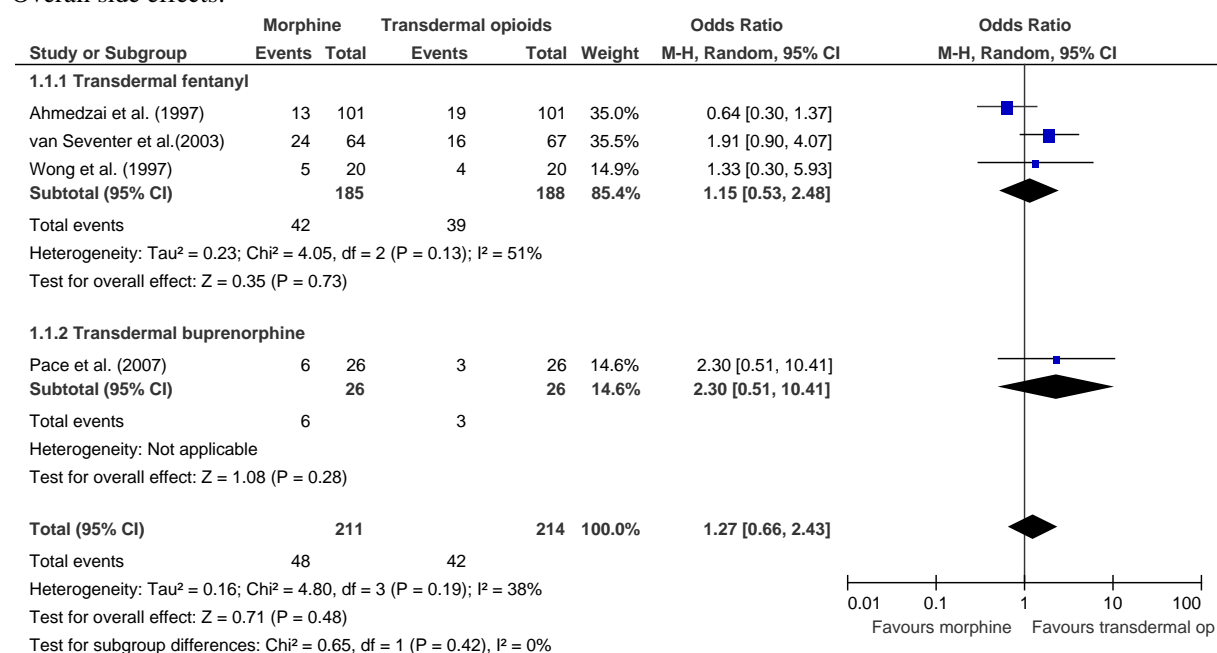 Overall side effects:
Morphine Transdermal opioids Odds Ratio Odds Ratio
Study or Subgroup Events Total Events Total Weight M-H, Random, 95% CI M-H, Random, 95% CI
1.1.1 Transdermal fentanyl
Ahmedzai et al. (1997) 13 101 19 101 35.0% 0.64 [0.30, 1.37]
van Seventer et al.(2003) 24 64 16 67 35.5% 1.91 [0.90, 4.07]
Wong et al. (1997) 5 20 4 20 14.9% 1.33 [0.30, 5.93]
Subtotal (95% CI) 185 188 85.4% 1.15 [0.53, 2.48]
Total events 42 39
Heterogeneity: Tau² = 0.23; Chi² = 4.05, df = 2 (P = 0.13); I² = 51%
Test for overall effect: Z = 0.35 (P = 0.73)
1.1.2 Transdermal buprenorphine
Pace et al. (2007) 6 26 3 26 14.6% 2.30 [0.51, 10.41]
Subtotal (95% CI) 26 26 14.6% 2.30 [0.51, 10.41]
Total events 6 3
Heterogeneity: Not applicable
Test for overall effect: Z = 1.08 (P = 0.28)
Total (95% CI) 211 214 100.0% 1.27 [0.66, 2.43]
Total events 48 42
Heterogeneity: Tau² = 0.16; Chi² = 4.80, df = 3 (P = 0.19); I² = 38%
Test for overall effect: Z = 0.71 (P = 0.48)
Test for subgroup differences: Chi² = 0.65, df = 1 (P = 0.42), I² = 0%
0.01 0.1 1 10 100
Favours morphine Favours transdermal op